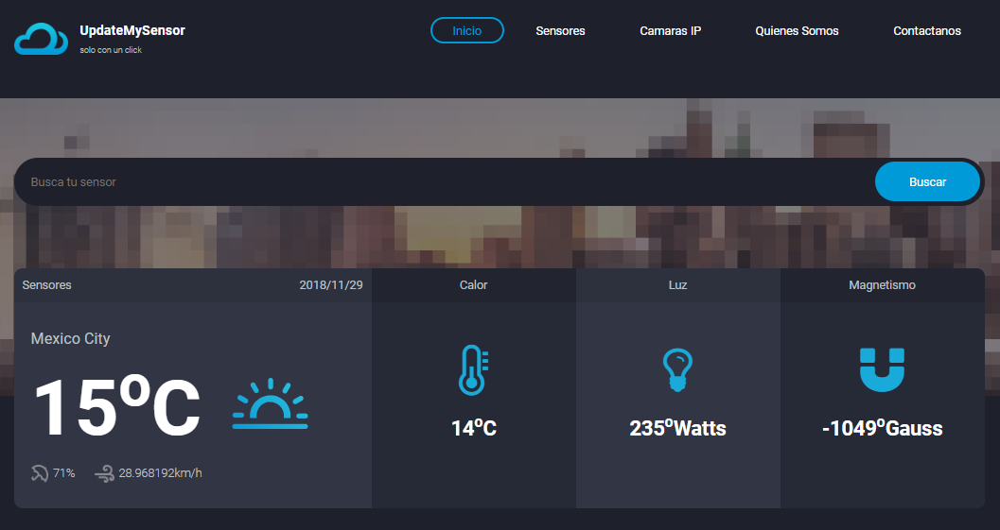 UpdateMySensor
solo con un click
Inicio Sensores Camaras IP Quienes Somos Contactanos
Busca tu sensor Buscar
Sensores 2018/11/29 Calor Luz Magnetismo
Mexico City
15ºC
14ºC 235ºWatts -1049ºGauss
71% 28.968192km/h